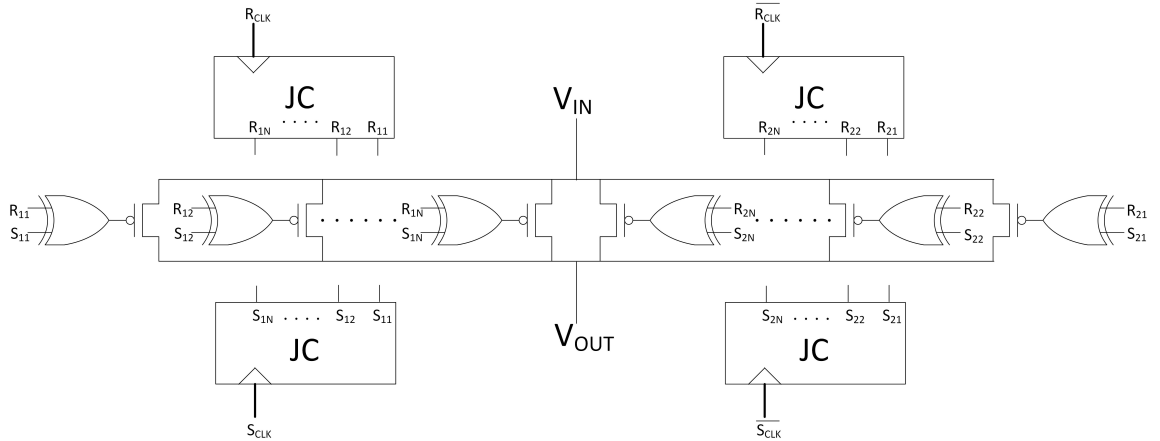 R_CLK
R̅_CLK
JC
JC
R_1N . . . . R_12 R_11
R_2N . . . . R_22 R_21
V_IN
R_11
S_11
R_12
S_12
. . . . . .
R_1N
S_1N
R_2N
S_2N
. . . . . .
R_22
S_22
R_21
S_21
S_1N . . . . S_12 S_11
S_2N . . . . S_22 S_21
V_OUT
JC
JC
S_CLK
S̅_CLK